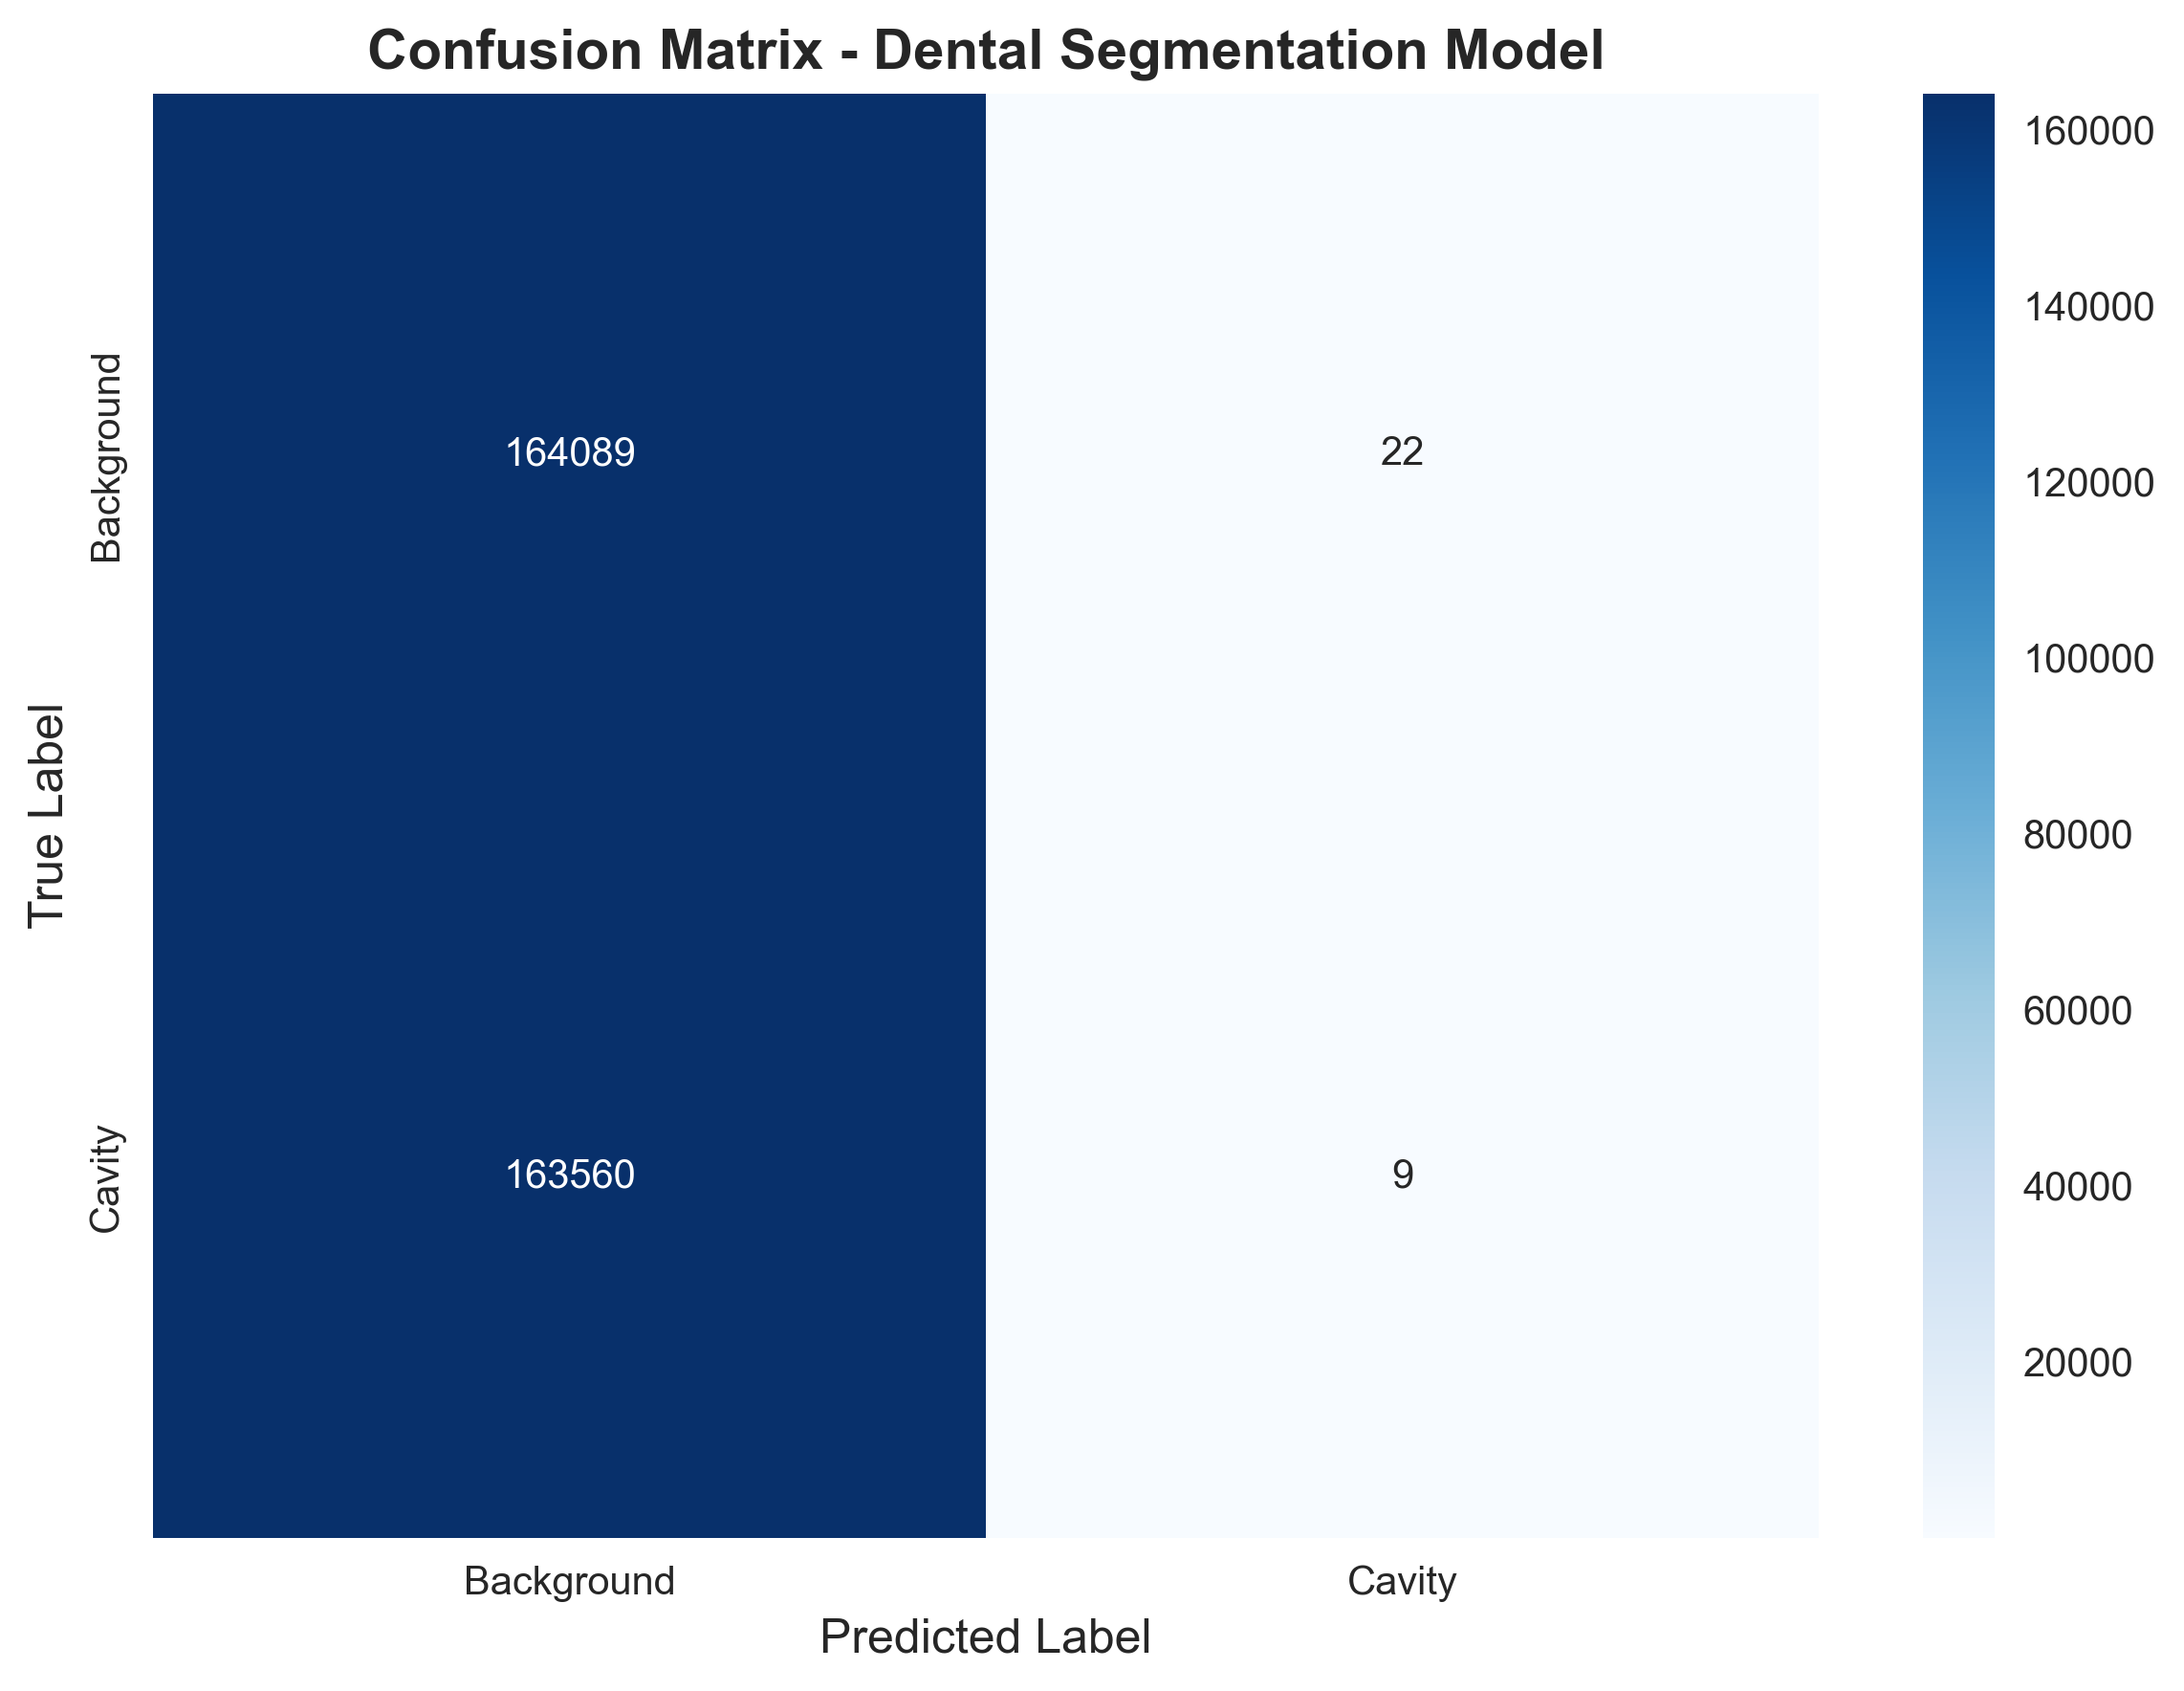 Confusion Matrix - Dental Segmentation Model
True Label
Background
164089
22
Cavity
163560
9
Background
Cavity
Predicted Label
160000
140000
120000
100000
80000
60000
40000
20000